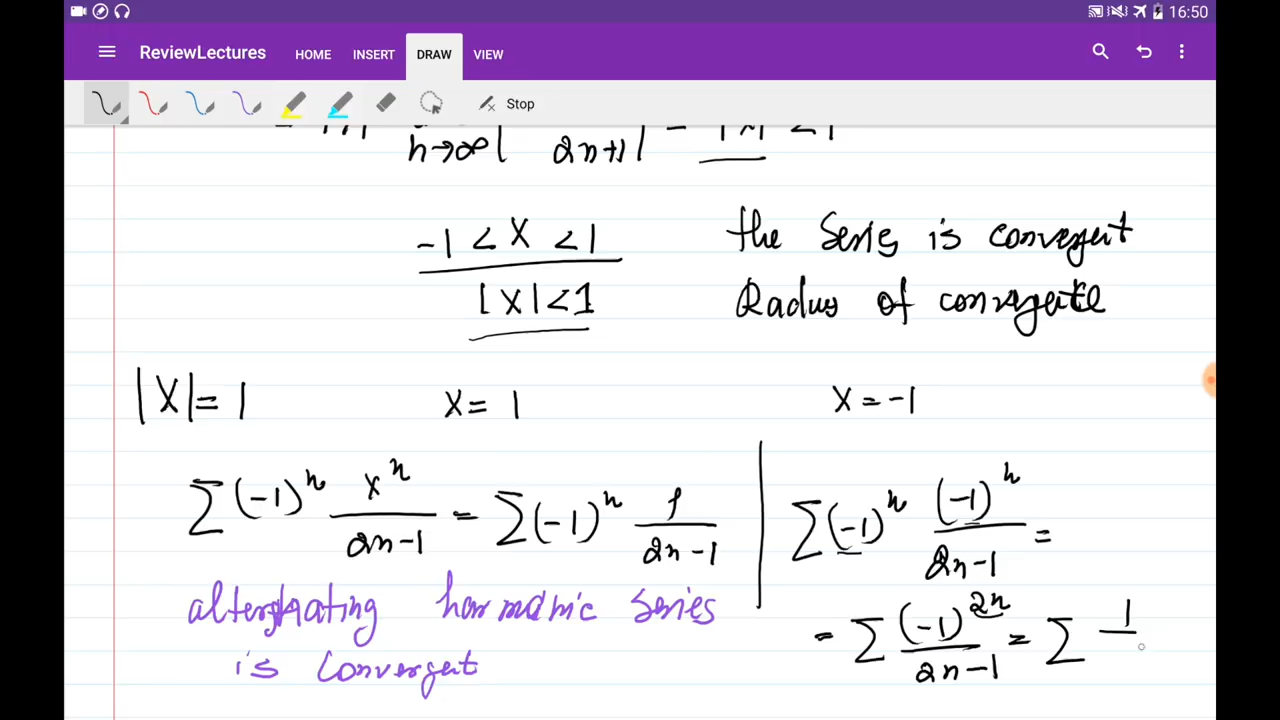 16:50
ReviewLectures HOME INSERT DRAW VIEW
Stop
n→∞| 2n+1| = |x| < 1
-1 < x < 1 the Series is convergent
|x| < 1 Radius of convergence
|x| = 1 x = 1 x = -1
∑(-1)^n x^n/(2n-1) = ∑(-1)^n 1/(2n-1) | ∑(-1)^n (-1)^n/(2n-1) =
alternating harmonic series = ∑ (-1)^{2n}/(2n-1) = ∑ 1/
is convergent